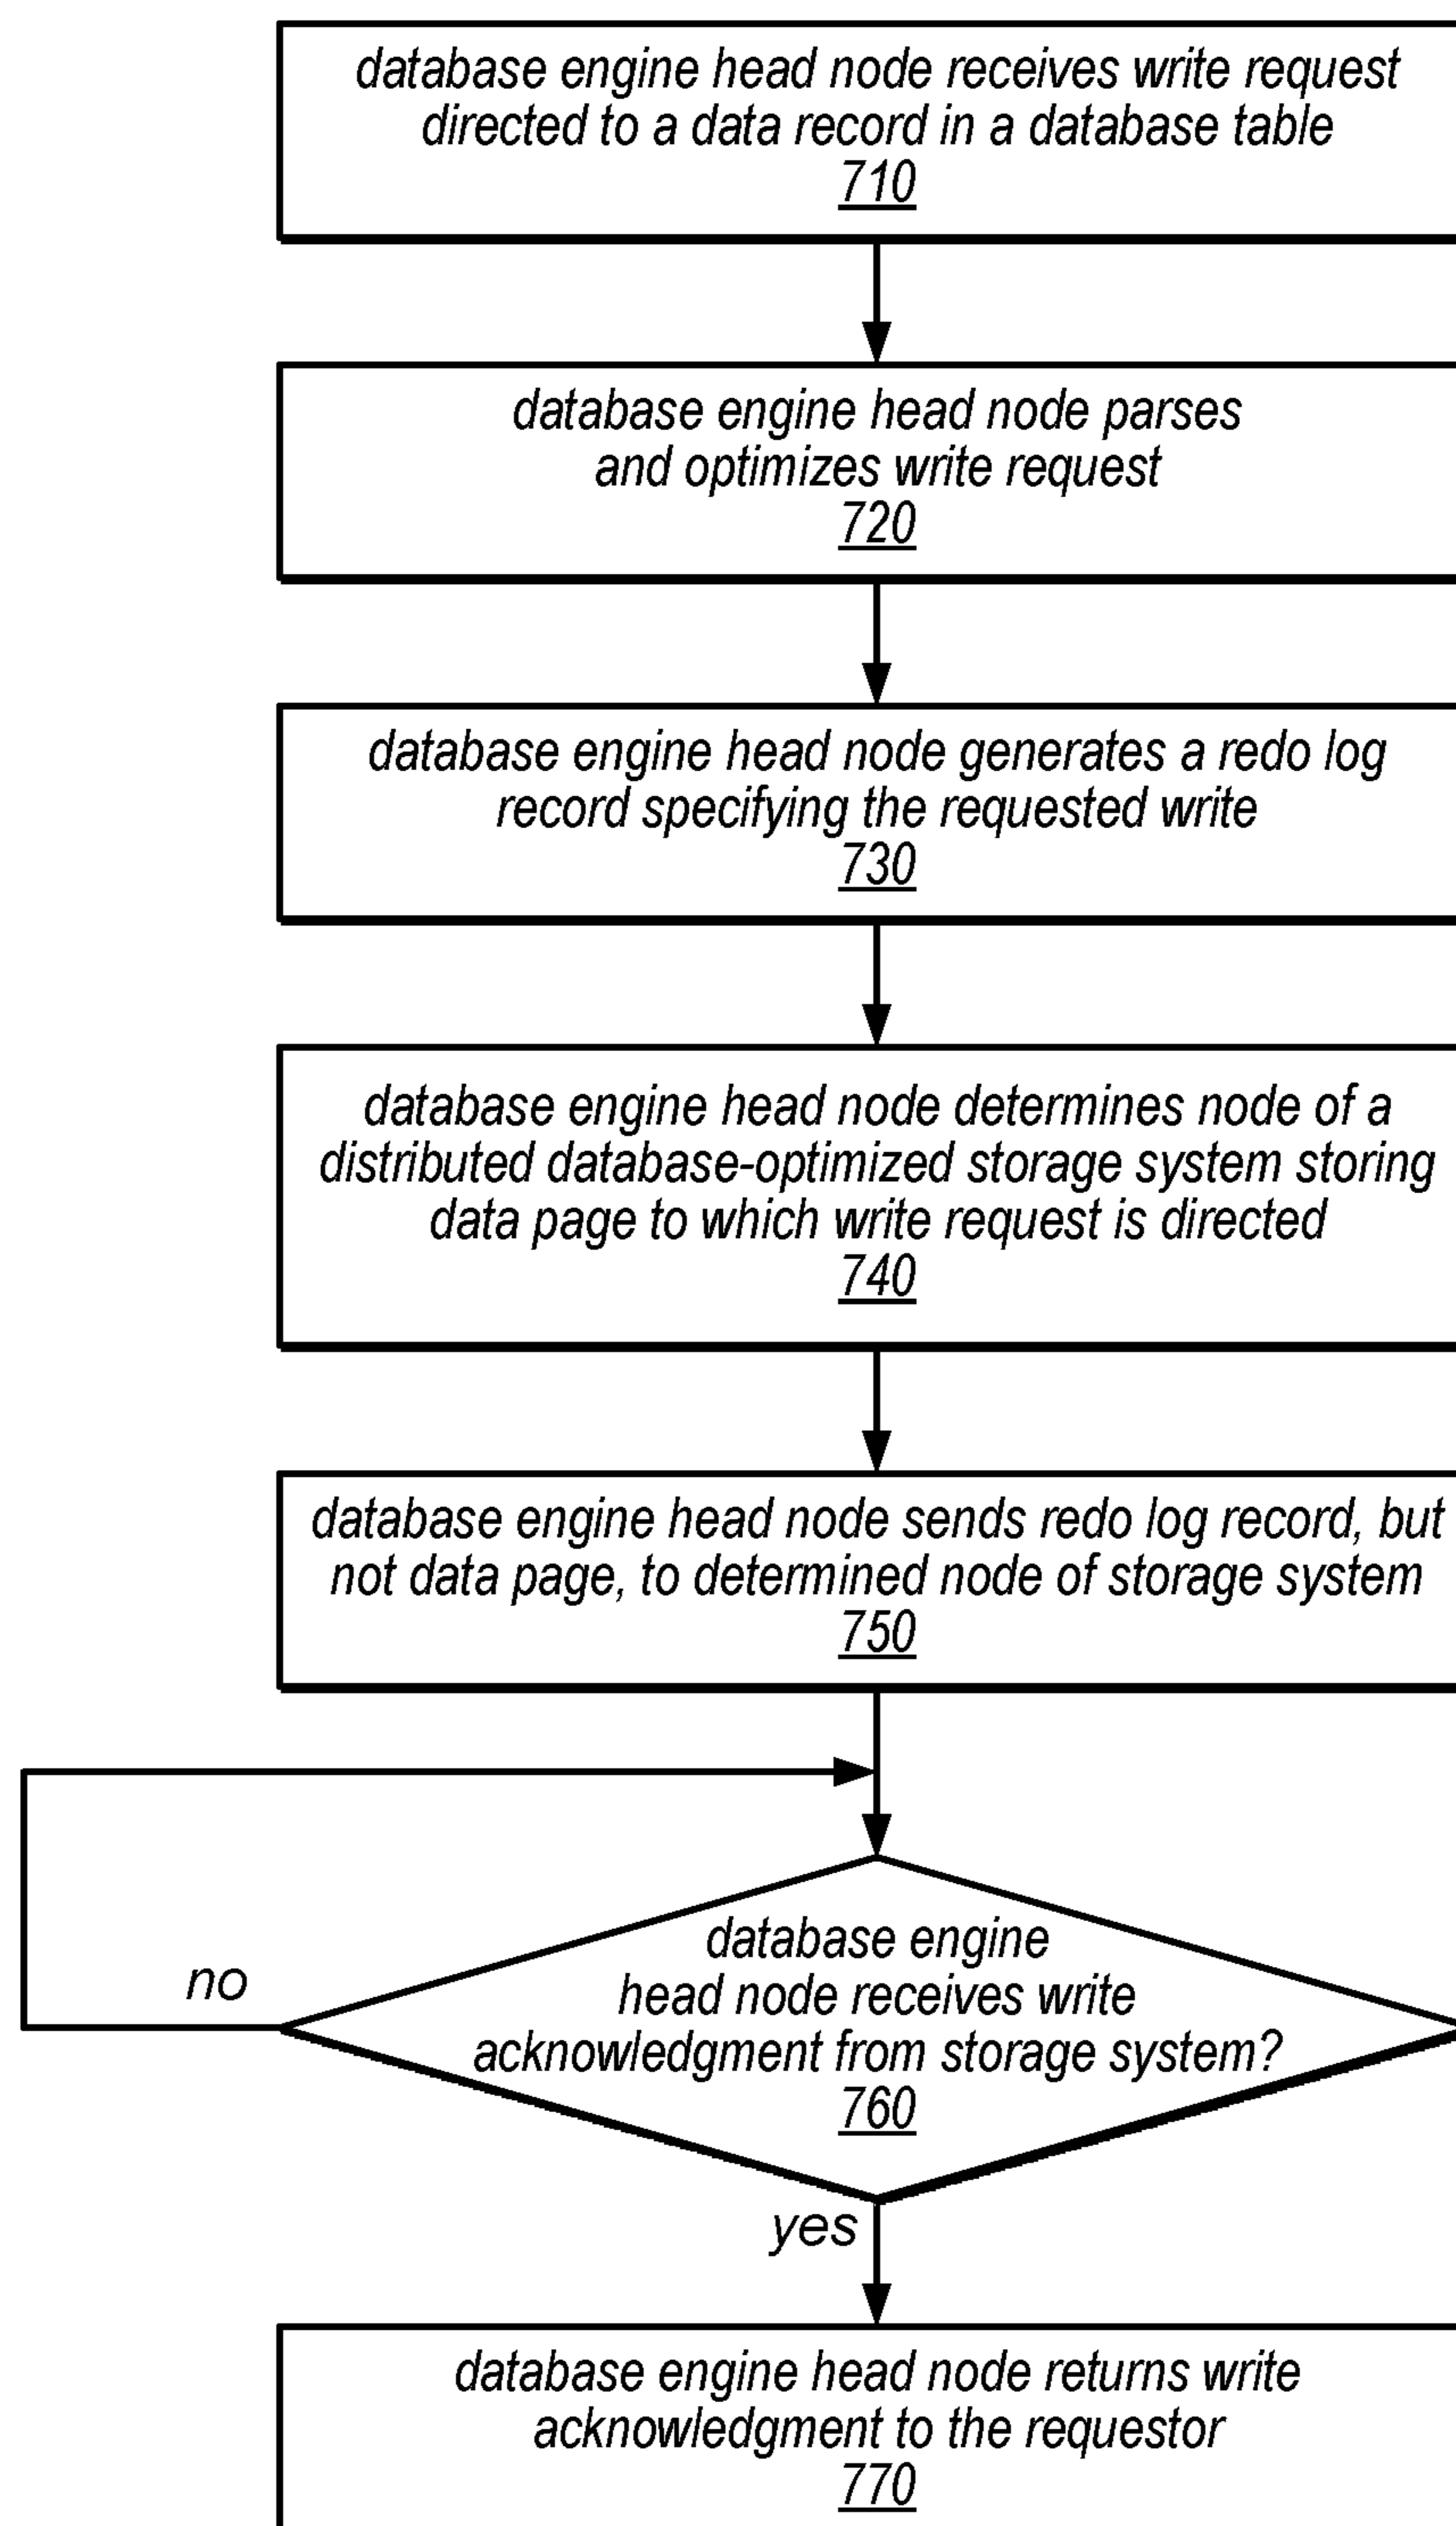 database engine head node receives write request
directed to a data record in a database table
710
database engine head node parses
and optimizes write request
720
database engine head node generates a redo log
record specifying the requested write
730
database engine head node determines node of a
distributed database-optimized storage system storing
data page to which write request is directed
740
database engine head node sends redo log record, but
not data page, to determined node of storage system
750
database engine
head node receives write
acknowledgment from storage system?
760
no
yes
database engine head node returns write
acknowledgment to the requestor
770